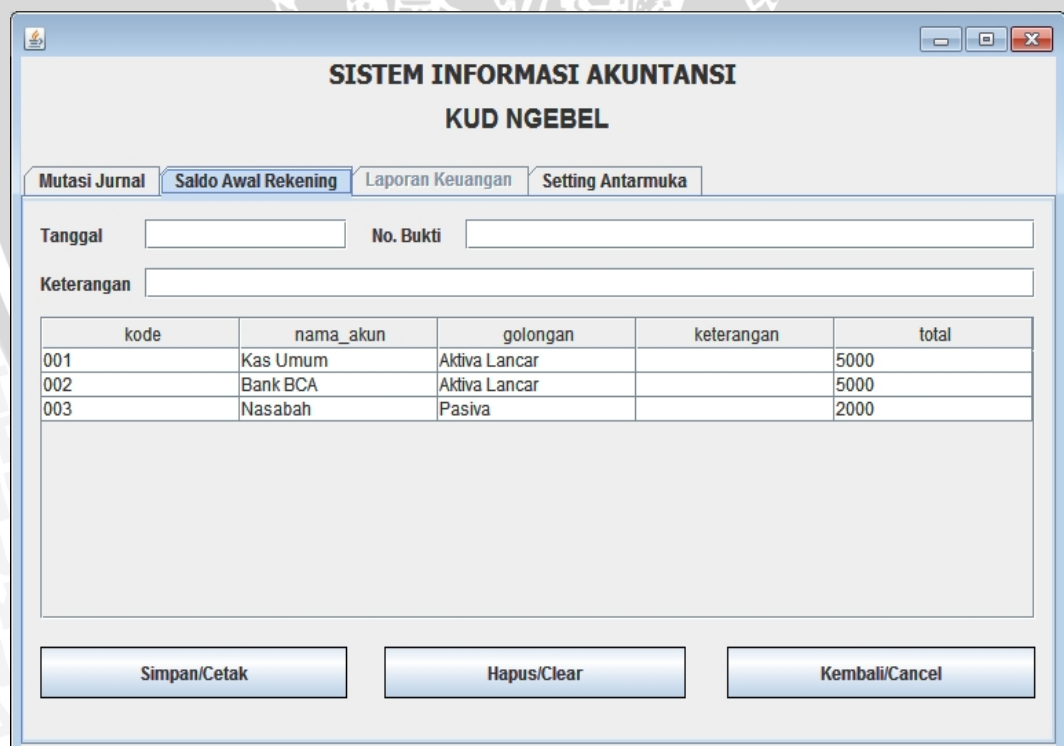 SISTEM INFORMASI AKUNTANSI
KUD NGEBEL
Mutasi Jurnal Saldo Awal Rekening Laporan Keuangan Setting Antarmuka
Tanggal No. Bukti
Keterangan
kode nama_akun golongan keterangan total
001 Kas Umum Aktiva Lancar 5000
002 Bank BCA Aktiva Lancar 5000
003 Nasabah Pasiva 2000
Simpan/Cetak Hapus/Clear Kembali/Cancel